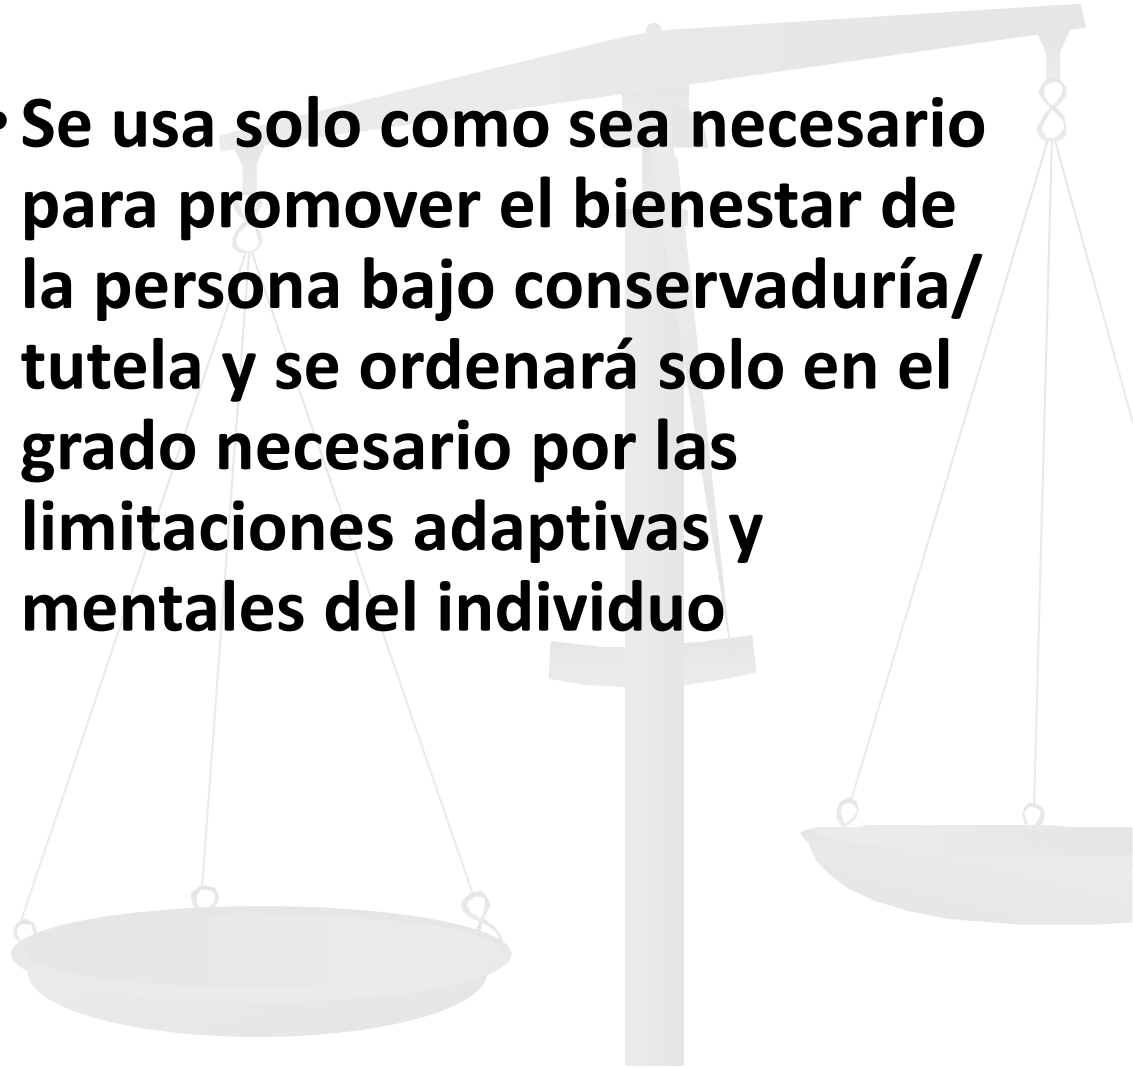 • Se usa solo como sea necesario
para promover el bienestar de
la persona bajo conservaduría/
tutela y se ordenará solo en el
grado necesario por las
limitaciones adaptivas y
mentales del individuo